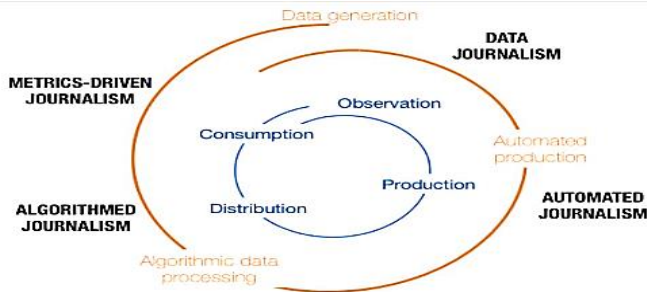 Data generation
DATA
JOURNALISM
METRICS-DRIVEN
JOURNALISM
Observation
Consumption
Automated
production
Production
AUTOMATED
JOURNALISM
Distribution
ALGORITHMED
JOURNALISM
Algorithmic data
processing